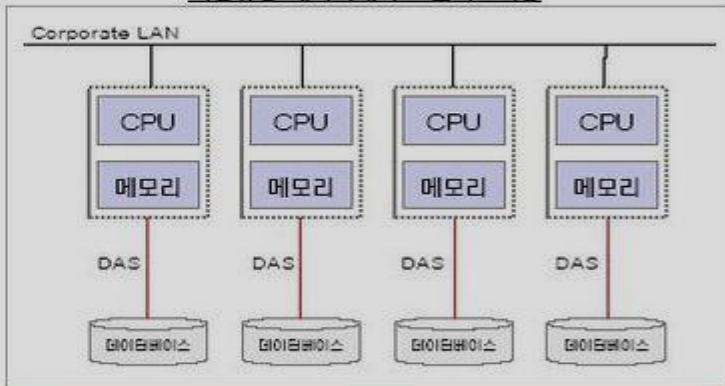 Corporate LAN
CPU CPU CPU CPU
메모리 메모리 메모리 메모리
DAS DAS DAS DAS
데이터베이스 데이터베이스 데이터베이스 데이터베이스